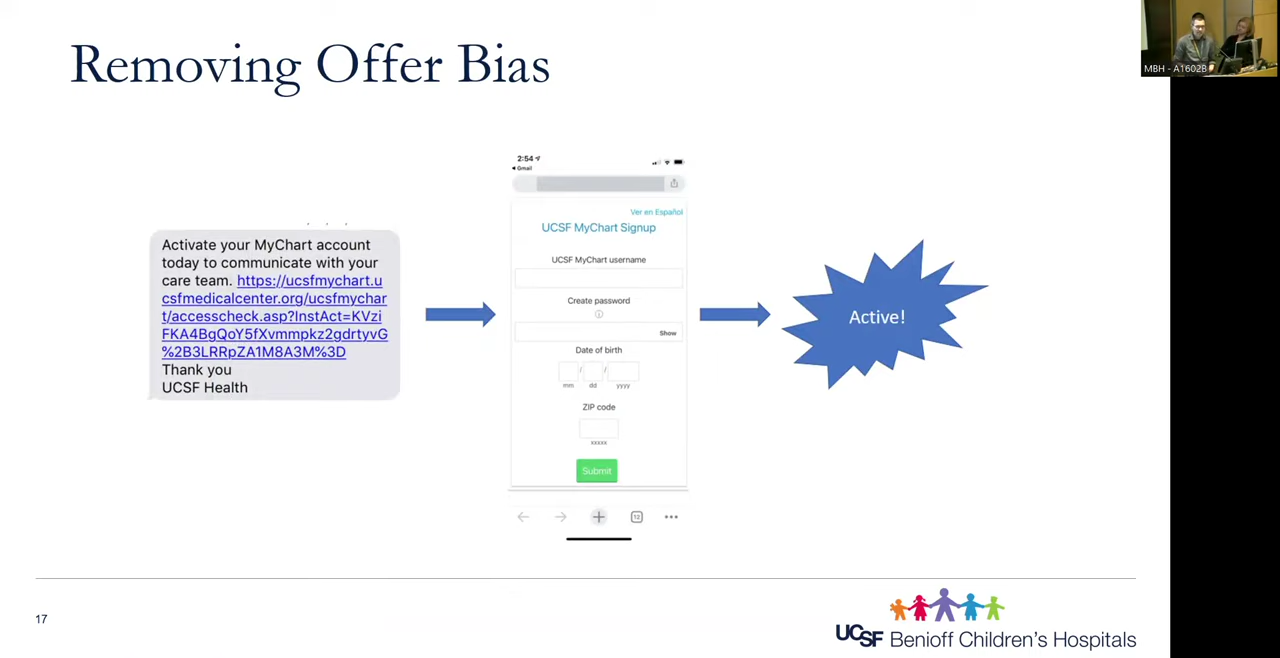 Removing Offer Bias
MBH - A1602B
Activate your MyChart account
today to communicate with your
care team. https://ucsfmychart.u
csfmedicalcenter.org/ucsfmychar
t/accesscheck.asp?InstAct=KVzi
FKA4BgQoY5fXvmmpkz2gdrtyvG
%2B3LRRpZA1M8A3M%3D
Thank you
UCSF Health
2:54
Gmail
Ver en Español
UCSF MyChart Signup
UCSF MyChart username
Create password
Show
Date of birth
/ /
mm dd yyyy
ZIP code
xxxxx
Submit
12
Active!
17
UCSF Benioff Children's Hospitals